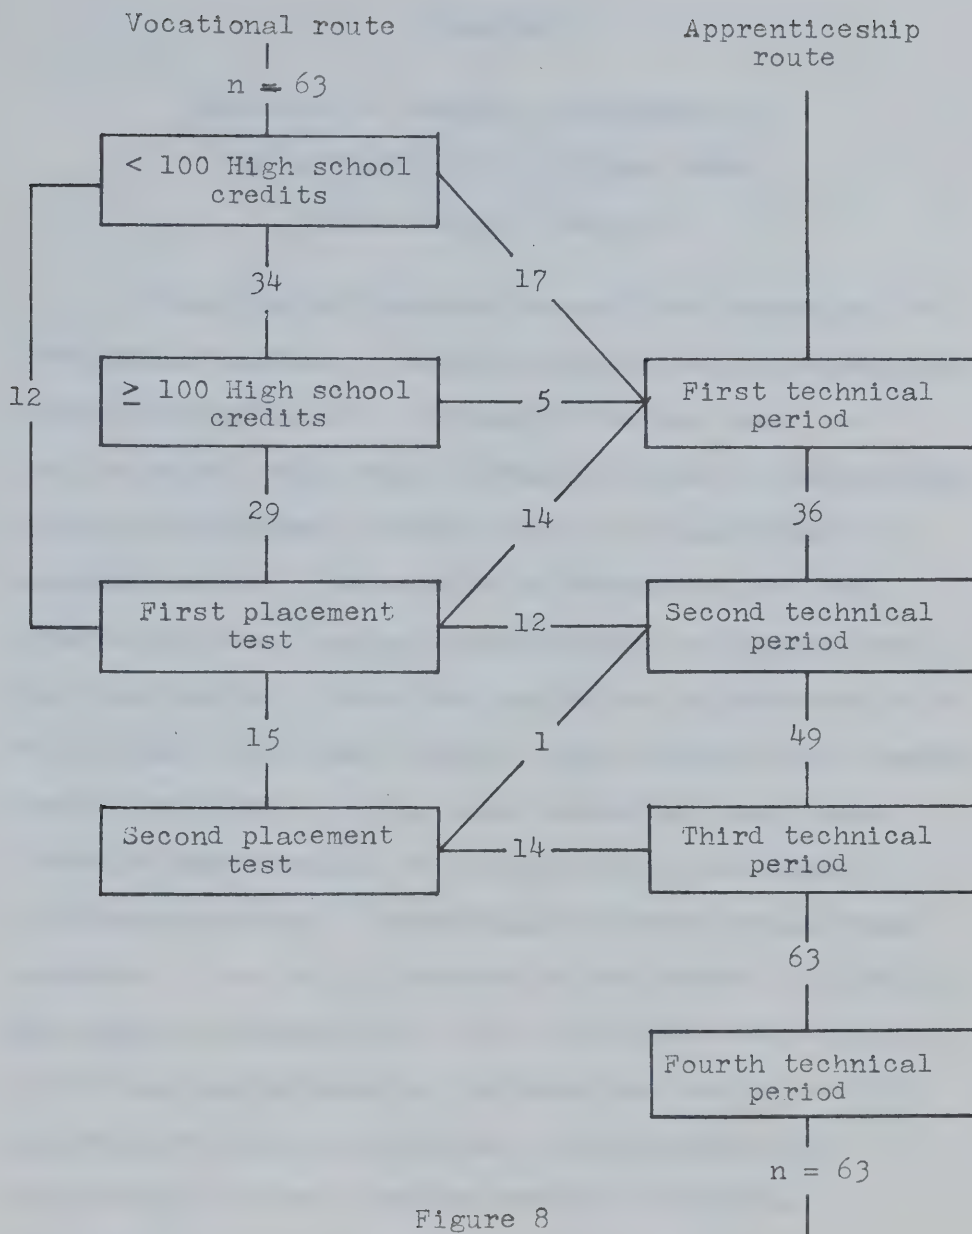 Vocational route
n = 63
Apprenticeship
route
< 100 High school
credits
34
17
12
≥ 100 High school
credits
5
First technical
period
29
14
36
First placement
test
12
Second technical
period
15
1
49
Second placement
test
14
Third technical
period
63
Fourth technical
period
n = 63
Figure 8